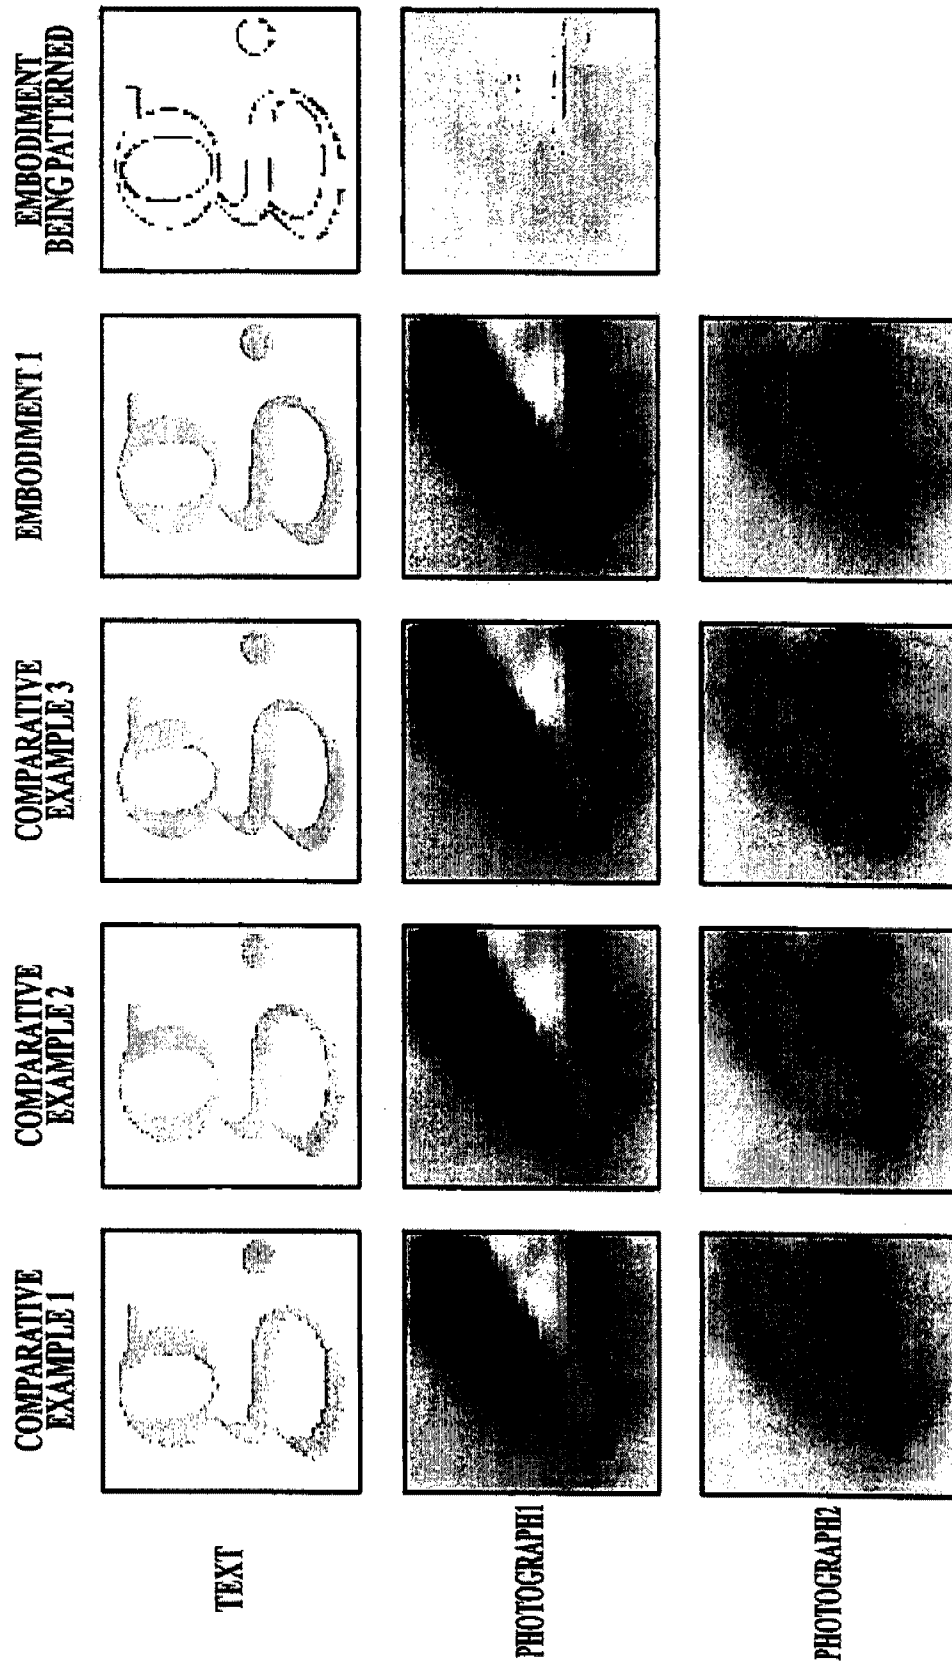 COMPARATIVE
EXAMPLE 1
COMPARATIVE
EXAMPLE 2
COMPARATIVE
EXAMPLE 3
EMBODIMENT 1
EMBODIMENT
BEING PATTERNED
TEXT
PHOTOGRAPH1
PHOTOGRAPH2